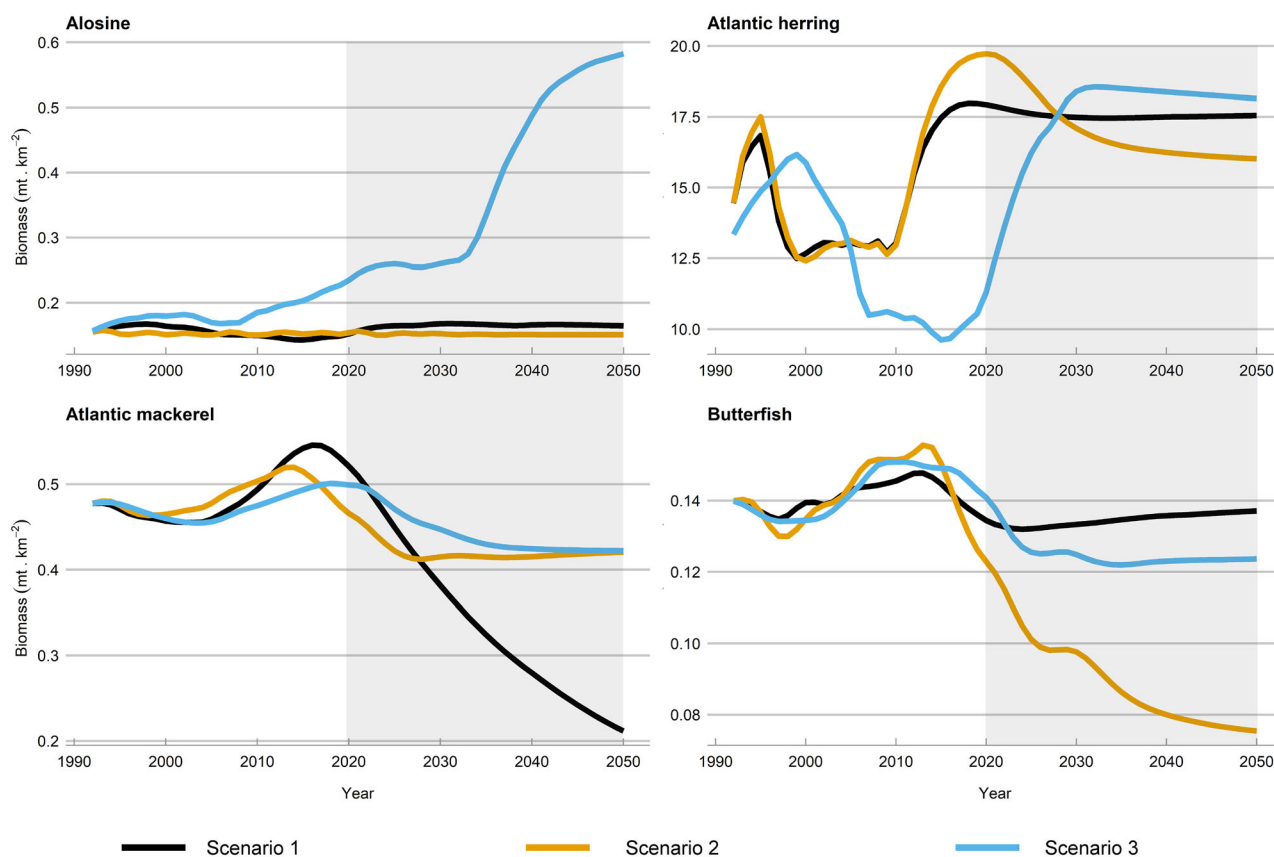 Alosine
0.6
0.5
0.4
0.3
0.2
Biomass (mt . km⁻²)
1990 2000 2010 2020 2030 2040 2050
Atlantic herring
20.0
17.5
15.0
12.5
10.0
1990 2000 2010 2020 2030 2040 2050
Atlantic mackerel
0.5
0.4
0.3
0.2
Biomass (mt . km⁻²)
1990 2000 2010 2020 2030 2040 2050
Year
Butterfish
0.14
0.12
0.10
0.08
1990 2000 2010 2020 2030 2040 2050
Year
Scenario 1 Scenario 2 Scenario 3